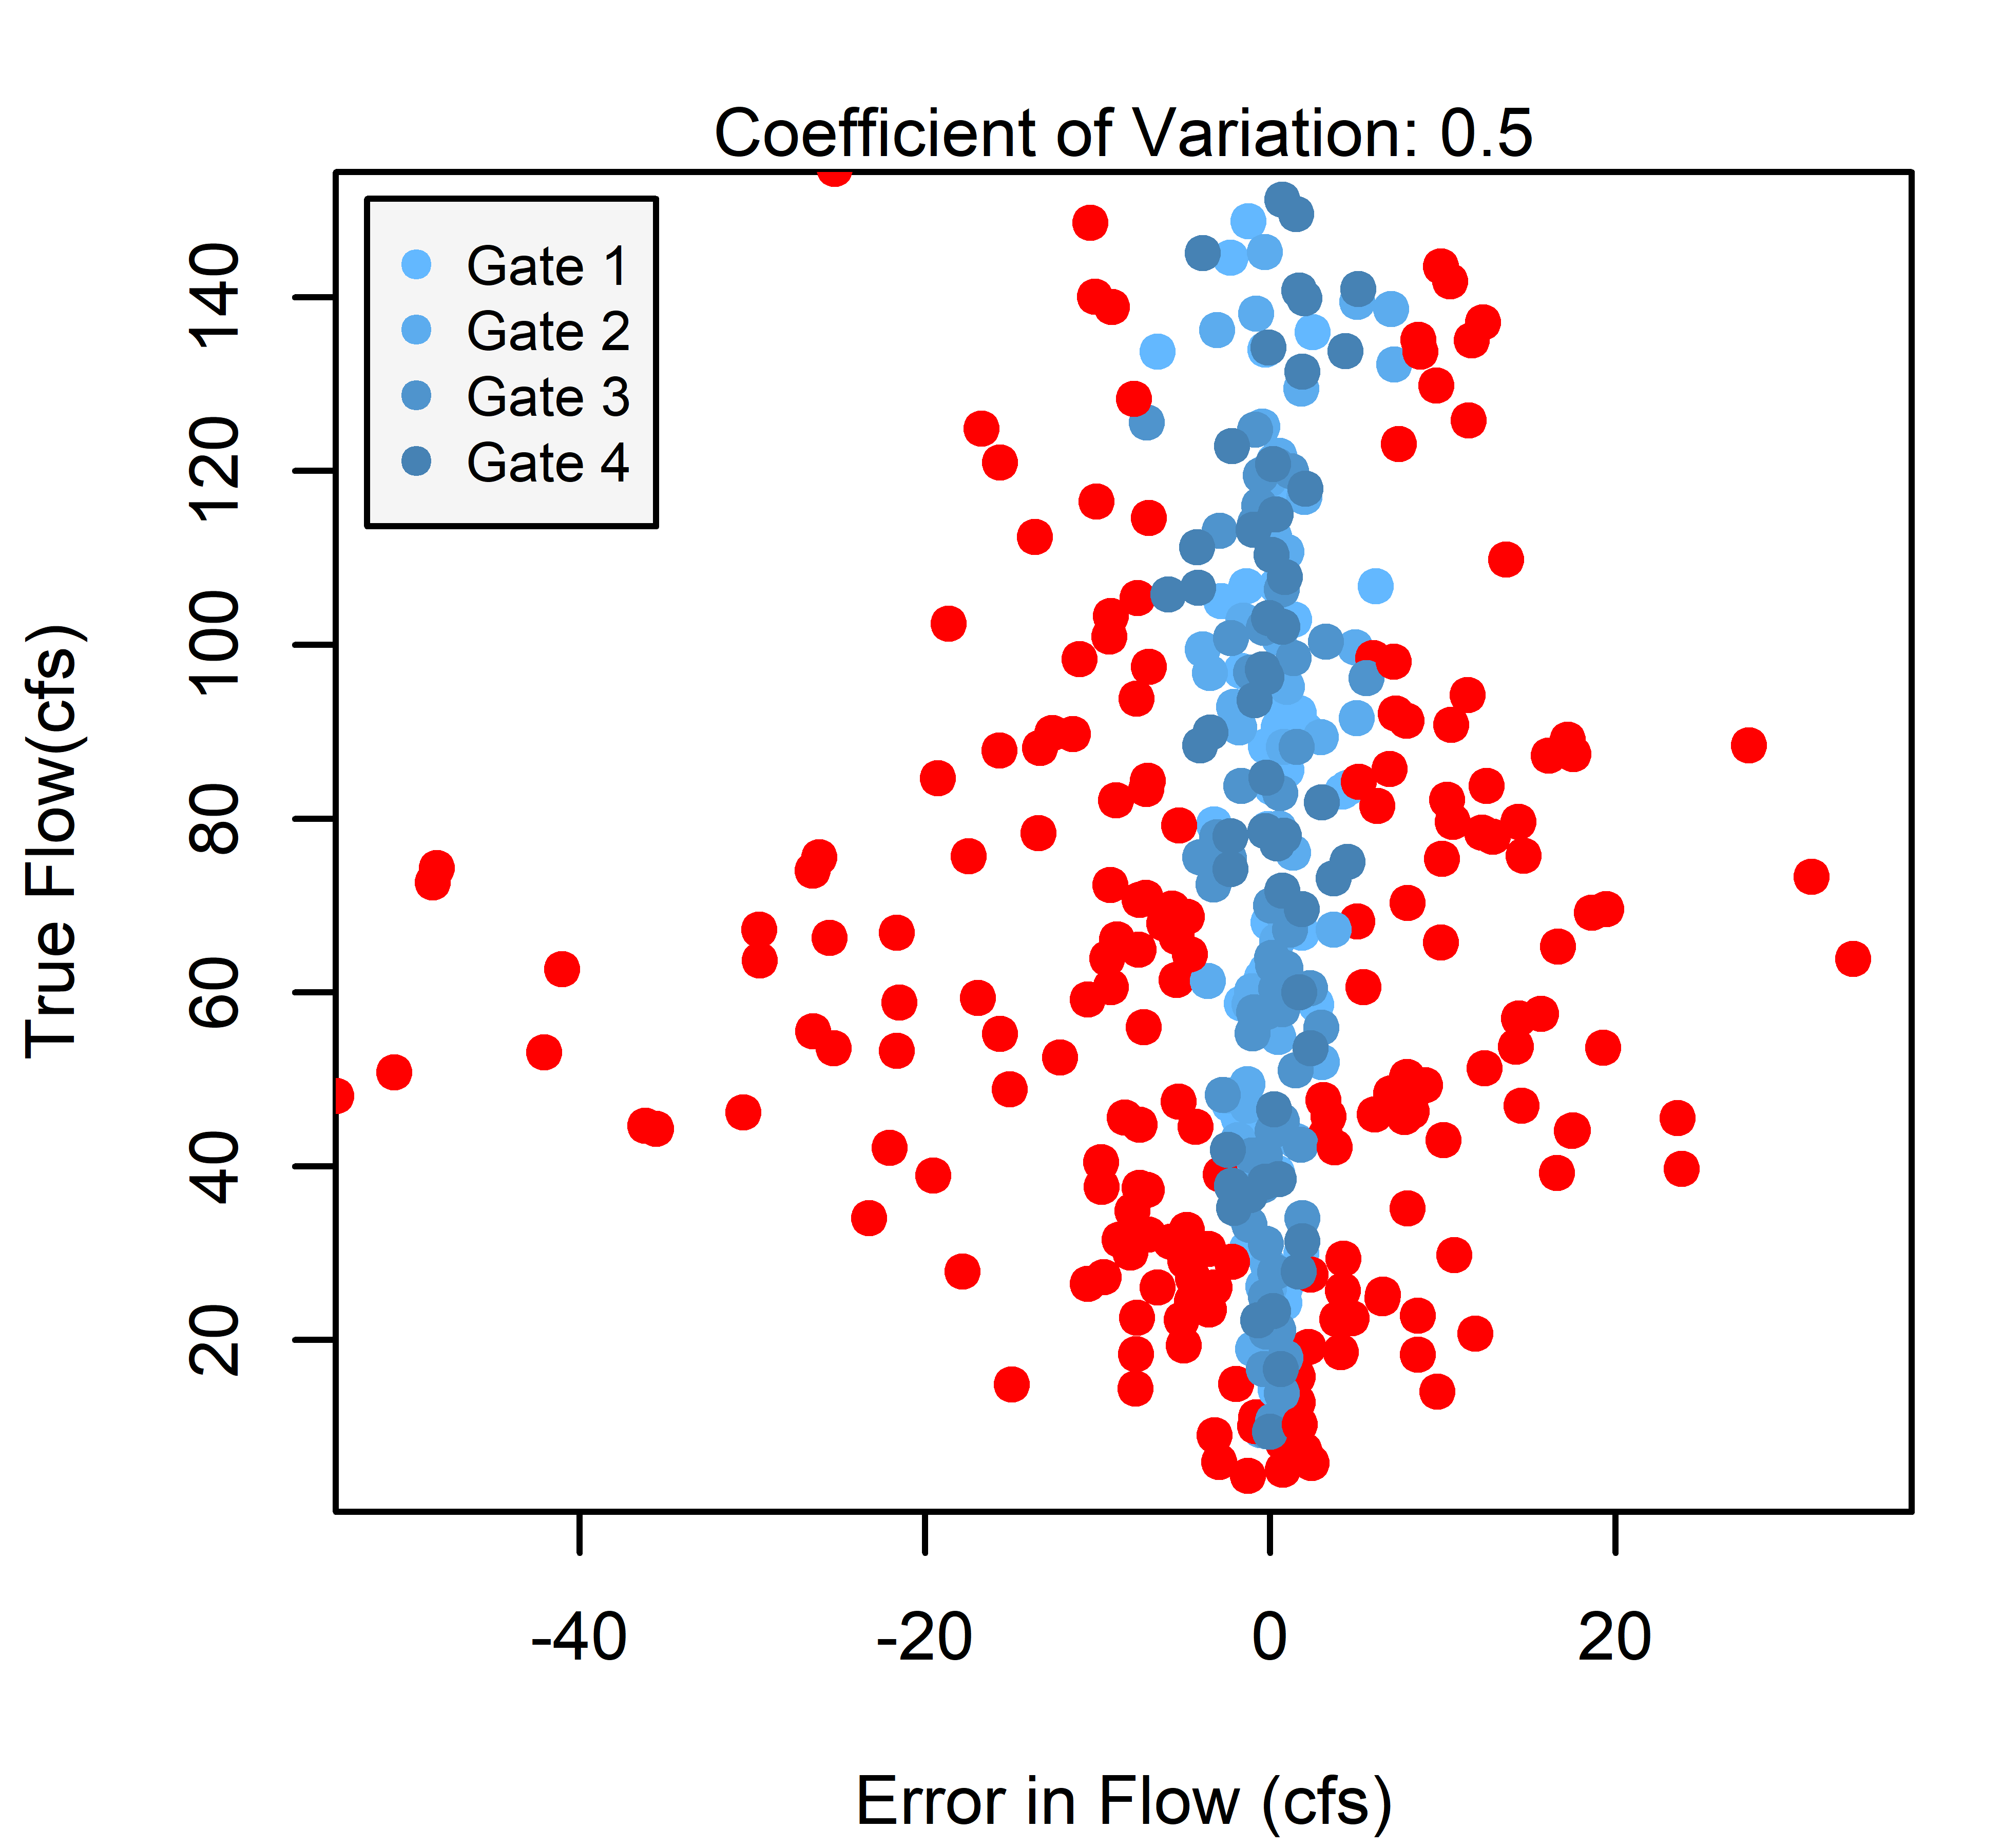 Coefficient of Variation: 0.5
Gate 1
Gate 2
Gate 3
Gate 4
True Flow(cfs)
140
120
100
80
60
40
20
-40 -20 0 20
Error in Flow (cfs)